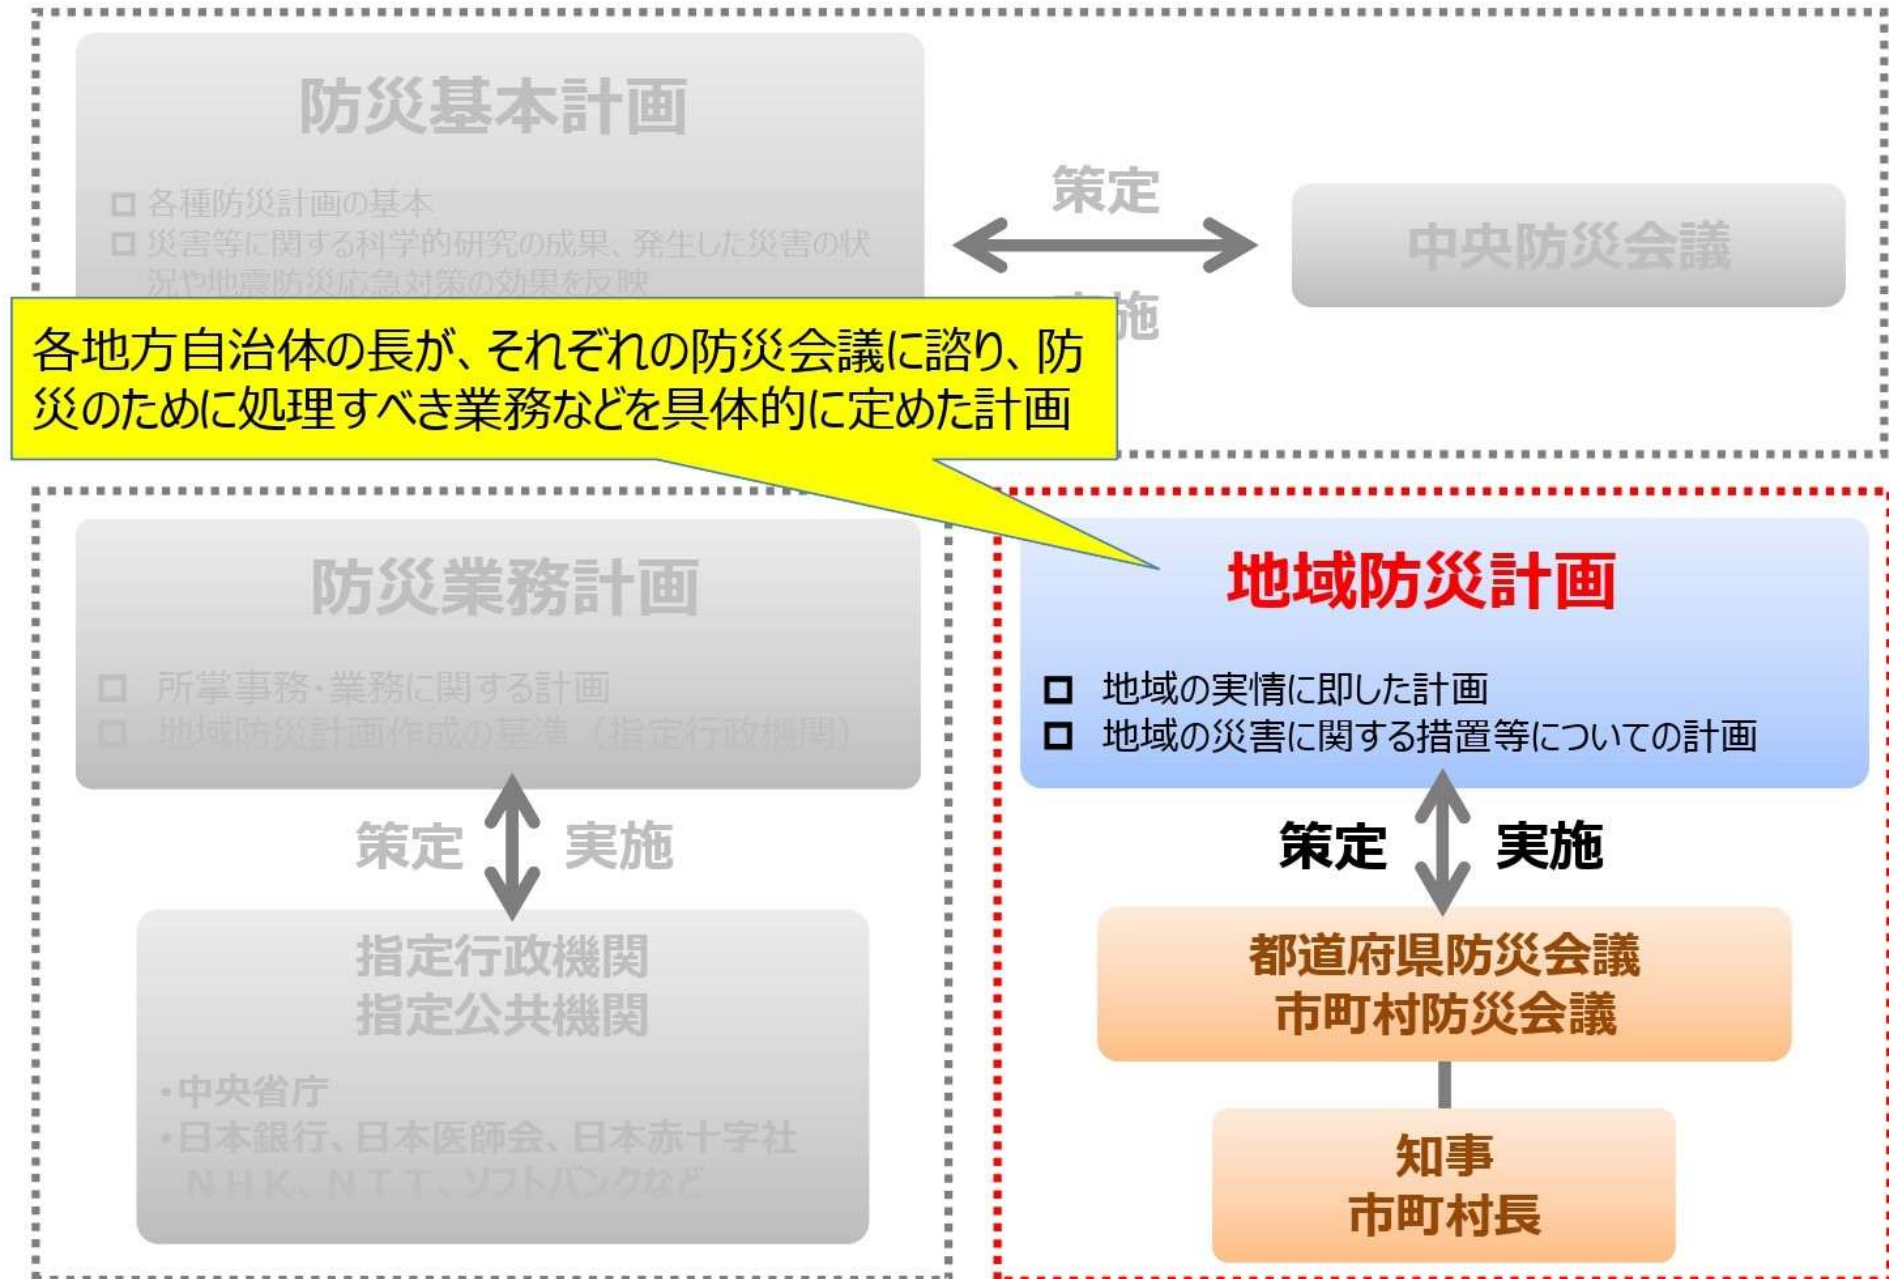 防災基本計画
□ 各種防災計画の基本
□ 災害等に関する科学的研究の成果、発生した災害の状
況や地震防災応急対策の効果を反映
策定
施
中央防災会議
各地方自治体の長が、それぞれの防災会議に諮り、防
災のために処理すべき業務などを具体的に定めた計画
防災業務計画
□ 所掌事務・業務に関する計画
□ 地域防災計画作成の基準（指定行政機関）
策定 実施
指定行政機関
指定公共機関
・中央省庁
・日本銀行、日本医師会、日本赤十字社
ＮＨＫ、ＮＴＴ、ソフトバンクなど
地域防災計画
□ 地域の実情に即した計画
□ 地域の災害に関する措置等についての計画
策定 実施
都道府県防災会議
市町村防災会議
知事
市町村長